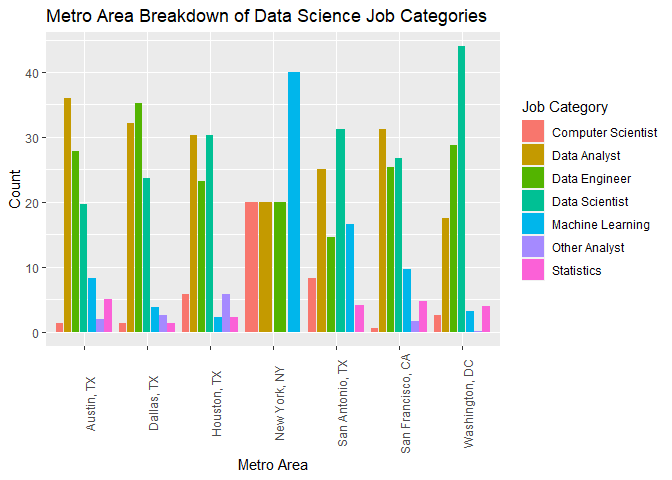 Metro Area Breakdown of Data Science Job Categories
Count
40
30
20
10
0
Austin, TX
Dallas, TX
Houston, TX
New York, NY
San Antonio, TX
San Francisco, CA
Washington, DC
Metro Area
Job Category
Computer Scientist
Data Analyst
Data Engineer
Data Scientist
Machine Learning
Other Analyst
Statistics